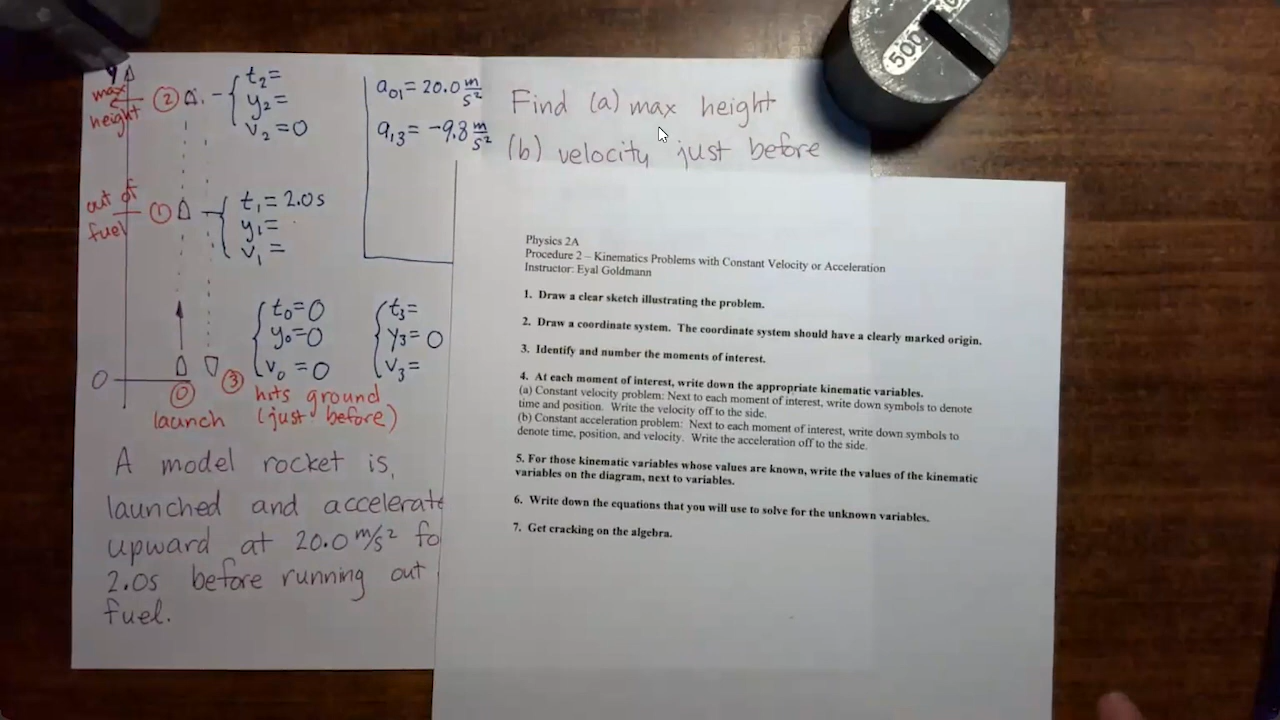 y
max
height
② - { t₂=
y₂=
v₂=0
out of
fuel
① { t₁= 2.0s
y₁=
v₁=
{ t₀=0
y₀=0
v₀=0
{ t₃=
y₃=0
v₃=
0
⓪
launch
③ hits ground
(just before)
a₀₁= 20.0 m/s²
a₁₃= -9.8 m/s²
A model rocket is
launched and accelerate
upward at 20.0 m/s² fo
2.0s before running out
fuel.
Find (a) max height
(b) velocity just before
500
Physics 2A
Procedure 2 – Kinematics Problems with Constant Velocity or Acceleration
Instructor: Eyal Goldmann
1. Draw a clear sketch illustrating the problem.
2. Draw a coordinate system. The coordinate system should have a clearly marked origin.
3. Identify and number the moments of interest.
4. At each moment of interest, write down the appropriate kinematic variables.
(a) Constant velocity problem: Next to each moment of interest, write down symbols to denote
time and position. Write the velocity off to the side.
(b) Constant acceleration problem: Next to each moment of interest, write down symbols to
denote time, position, and velocity. Write the acceleration off to the side.
5. For those kinematic variables whose values are known, write the values of the kinematic
variables on the diagram, next to variables.
6. Write down the equations that you will use to solve for the unknown variables.
7. Get cracking on the algebra.